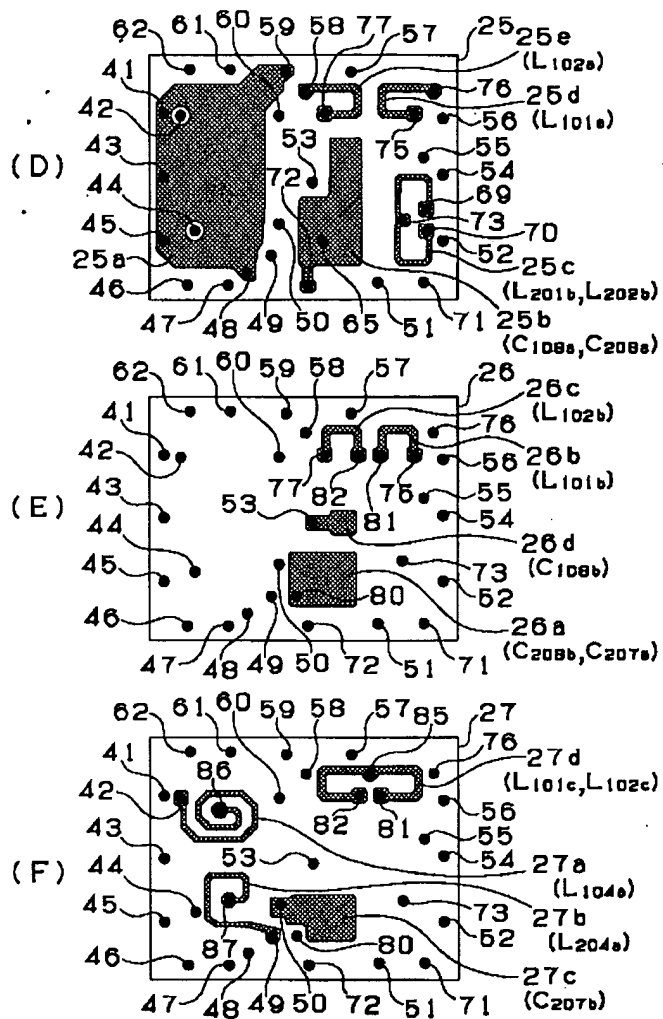 62 61 60 59 58 77 57 25
25e
(L102a)
41
76
42
25d
(L101a)
53
56
43
75
55
(D)
72
54
44
69
73
45
70
25a
52
46
25c
47 48 49 50 65 51 71
(L201b,L202b)
25b
(C108a,C208a)
62 61 60 59 58 57 26
26c
(L102b)
41
76
42
56
26b
(L101b)
77 82 81 75
43
53
55
(E)
54
26d
(C108b)
44
73
45
80
52
46
47 48 49 50 72 51 71
26a
(C208b,C207a)
62 61 60 59 58 57 85 27
76
27d
(L101c,L102c)
41
86
42
82 81
56
43
55
53
54
(F)
27a
(L104a)
44
73
45
27b
(L204a)
87
80
52
46
47 48 49 50 72 51 71
27c
(C207b)